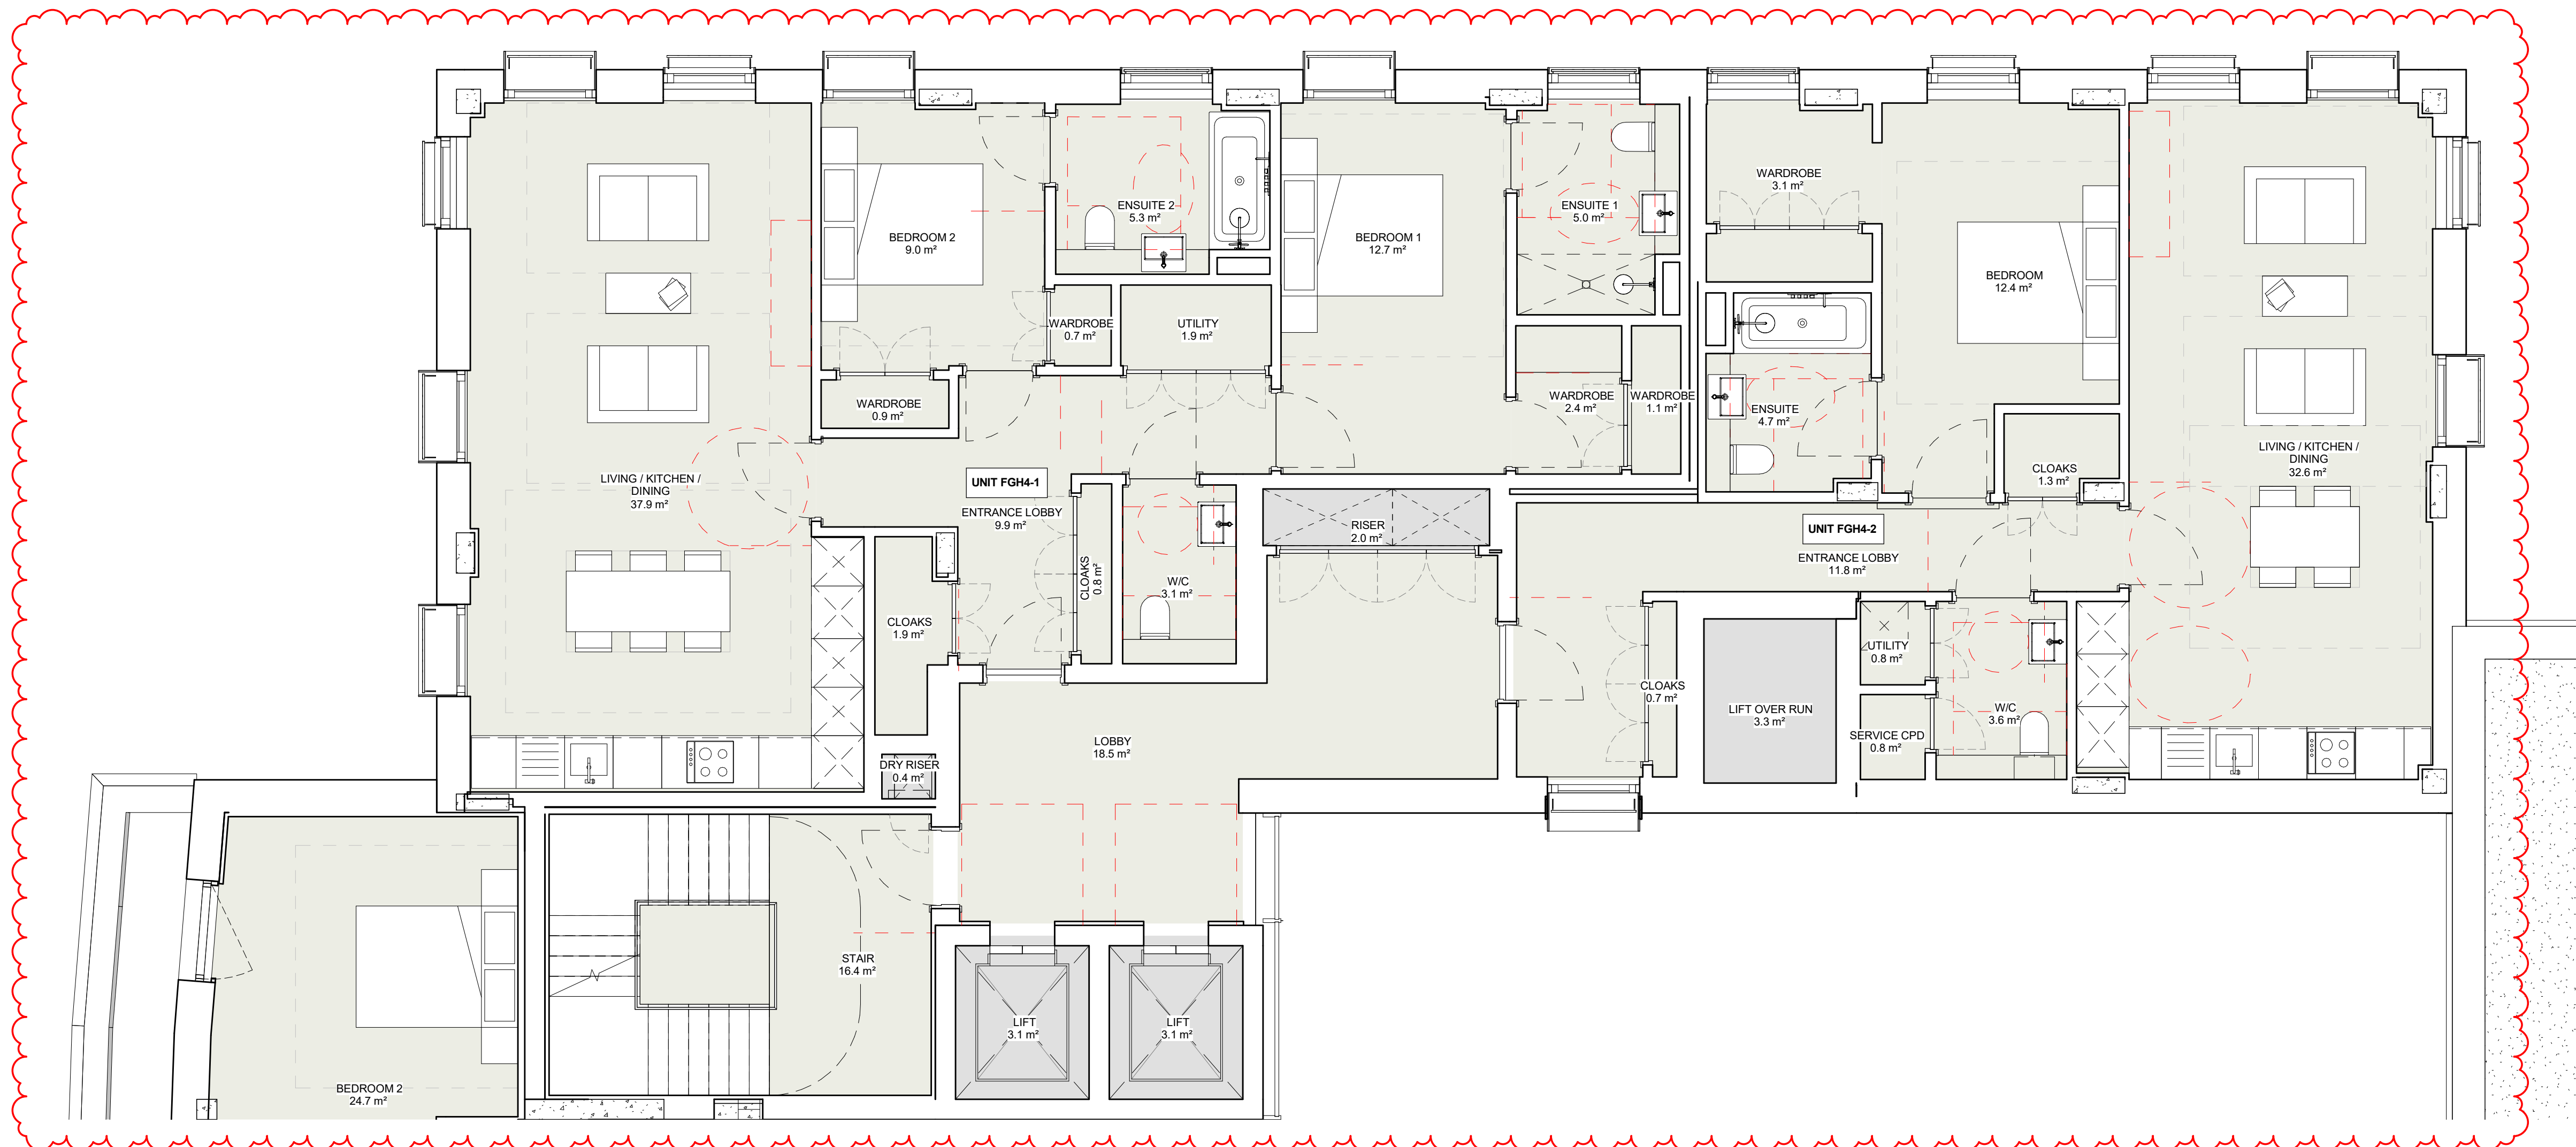 WARDROBE
3.1 m²
ENSUITE 2
5.3 m²
ENSUITE 1
5.0 m²
BEDROOM 2
9.0 m²
BEDROOM 1
12.7 m²
BEDROOM
12.4 m²
WARDROBE
0.7 m²
UTILITY
1.9 m²
WARDROBE
0.9 m²
WARDROBE
2.4 m²
WARDROBE
1.1 m²
ENSUITE
4.7 m²
LIVING / KITCHEN /
DINING
37.9 m²
UNIT FGH4-1
ENTRANCE LOBBY
9.9 m²
CLOAKS
1.3 m²
LIVING / KITCHEN /
DINING
32.6 m²
RISER
2.0 m²
UNIT FGH4-2
ENTRANCE LOBBY
11.8 m²
CLOAKS
0.8 m²
W/C
3.1 m²
CLOAKS
1.9 m²
UTILITY
0.8 m²
CLOAKS
0.7 m²
LIFT OVER RUN
3.3 m²
W/C
3.6 m²
SERVICE CPD
0.8 m²
LOBBY
18.5 m²
DRY RISER
0.4 m²
STAIR
16.4 m²
LIFT
3.1 m²
LIFT
3.1 m²
BEDROOM 2
24.7 m²